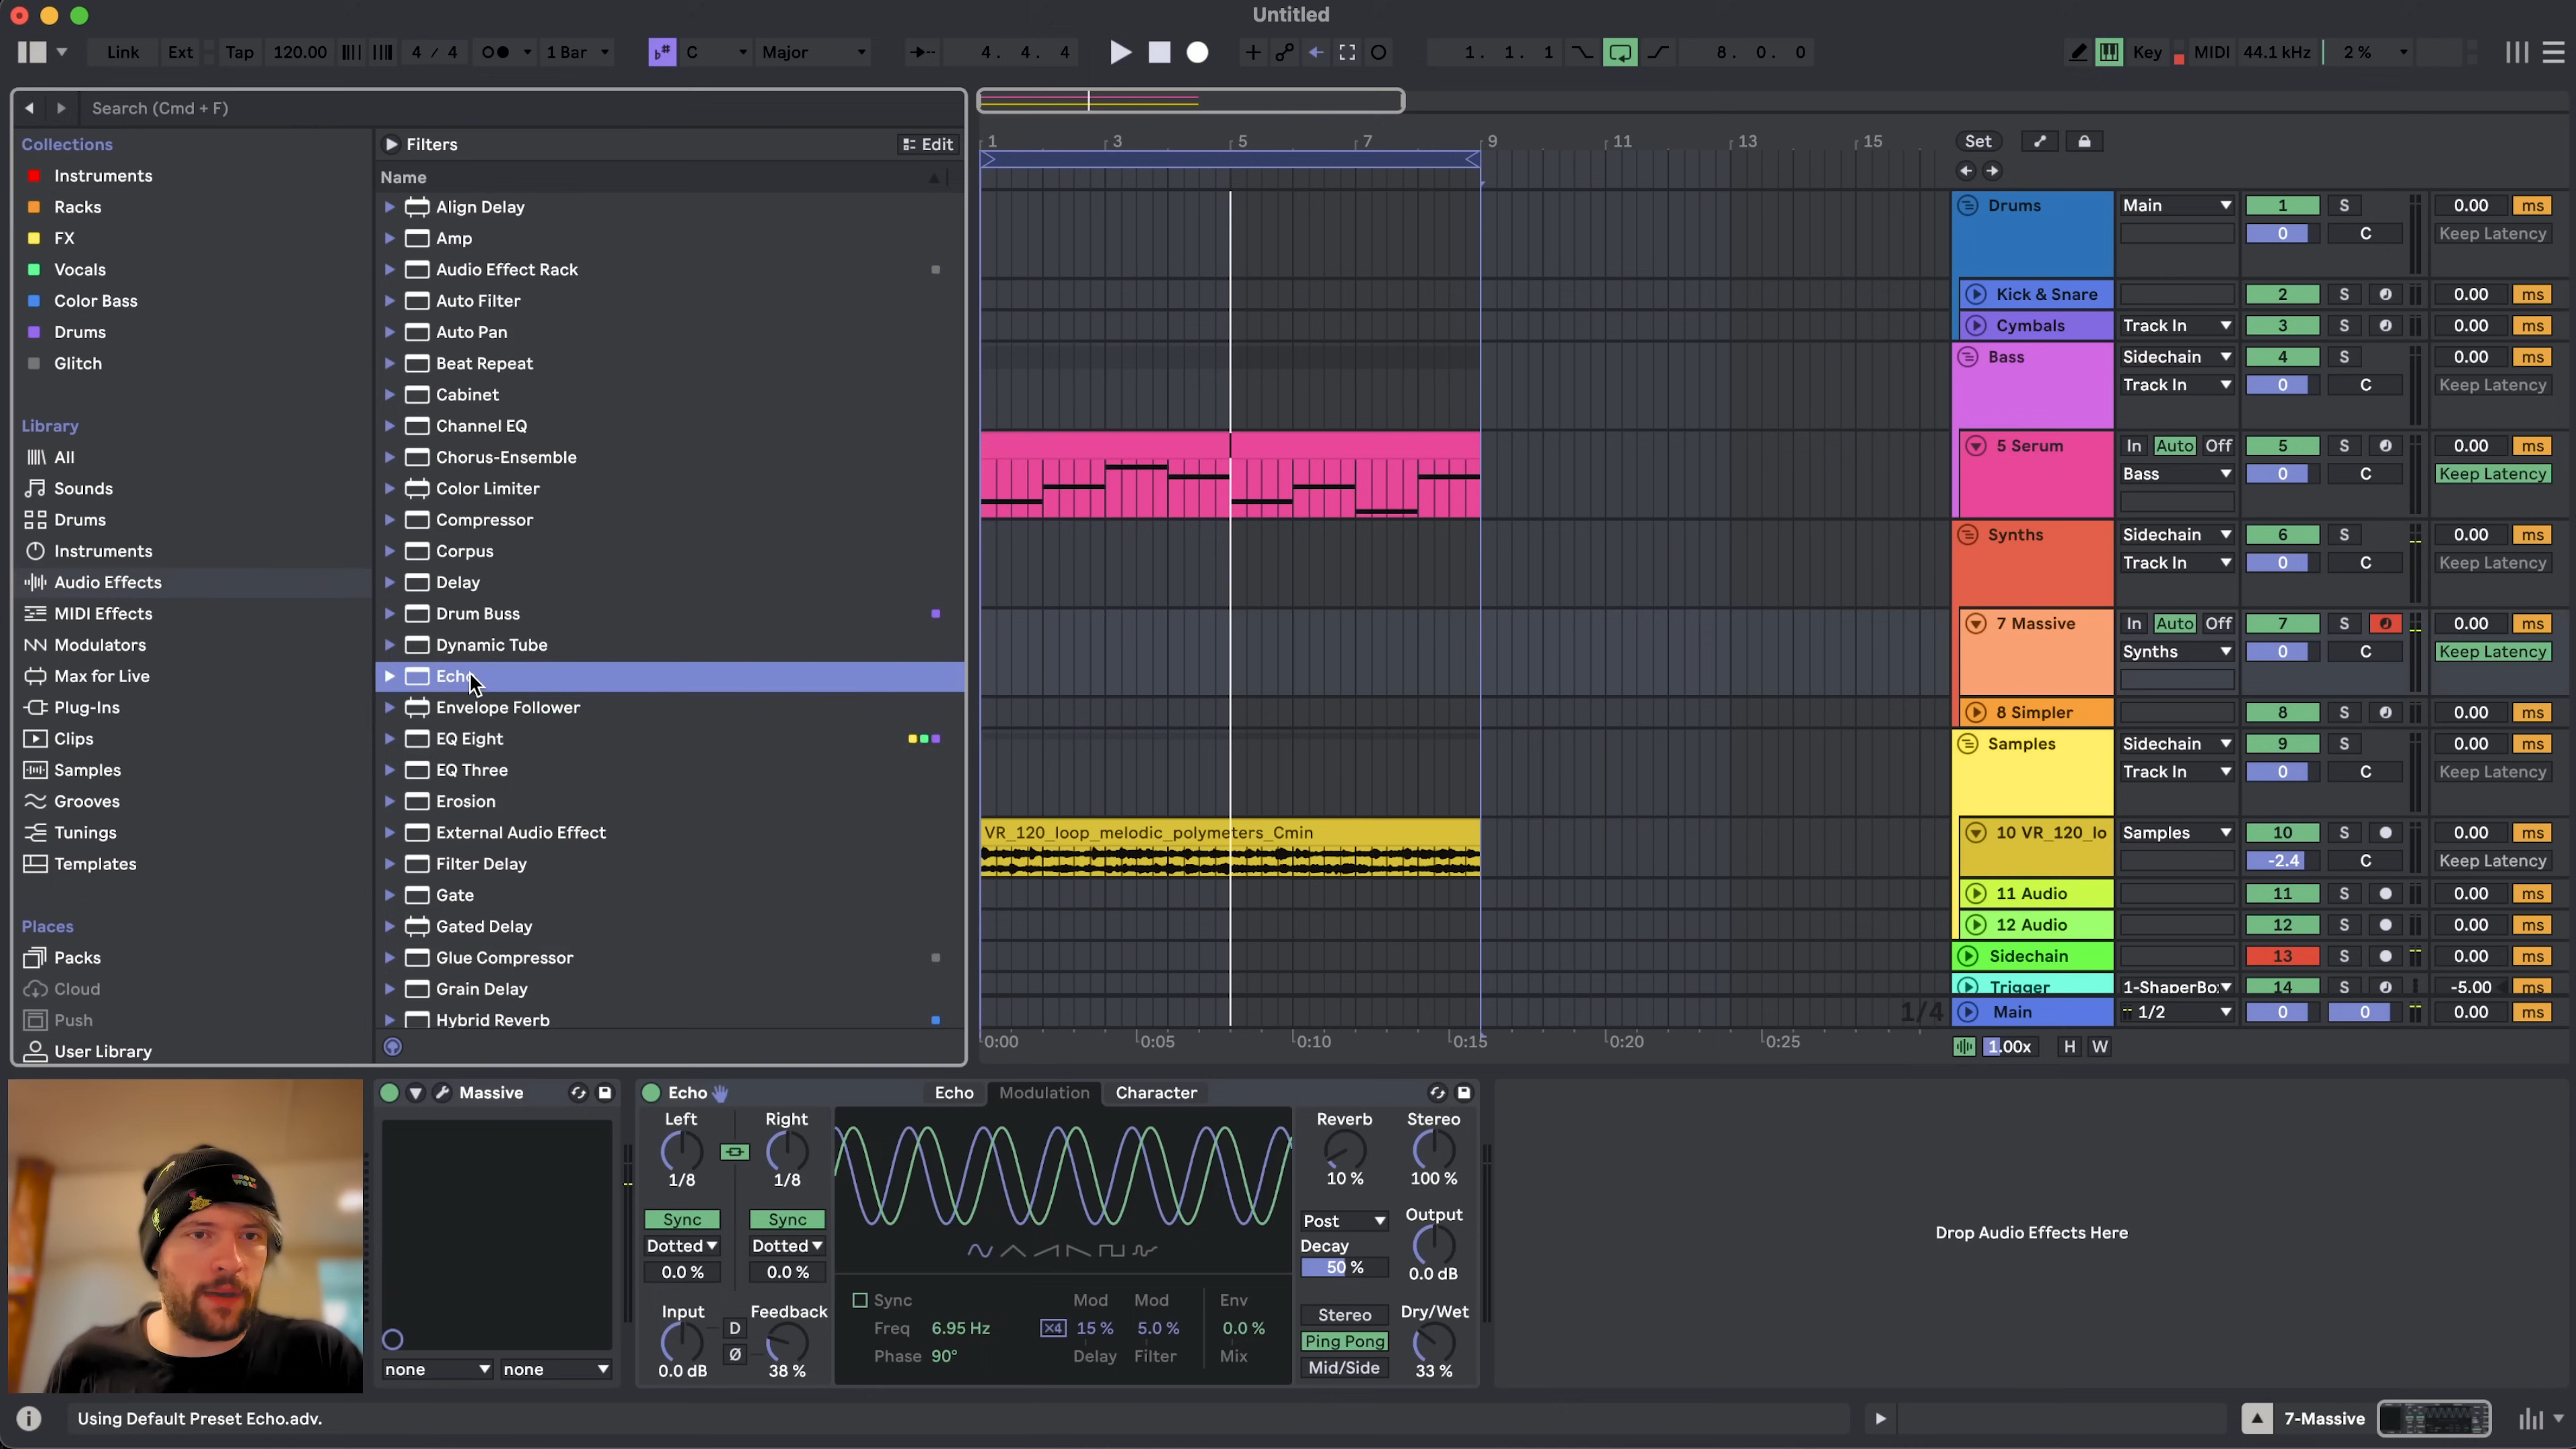 Untitled
Link Ext Tap 120.00 4 / 4 1 Bar C Major 4. 4. 4 1. 1. 1 8. 0. 0 Key MIDI 44.1 kHz 2 %
Search (Cmd + F)
Collections
Instruments
Racks
FX
Vocals
Color Bass
Drums
Glitch
Library
All
Sounds
Drums
Instruments
Audio Effects
MIDI Effects
Modulators
Max for Live
Plug-Ins
Clips
Samples
Grooves
Tunings
Templates
Places
Packs
Cloud
Push
User Library
Filters Edit
Name
Align Delay
Amp
Audio Effect Rack
Auto Filter
Auto Pan
Beat Repeat
Cabinet
Channel EQ
Chorus-Ensemble
Color Limiter
Compressor
Corpus
Delay
Drum Buss
Dynamic Tube
Echo
Envelope Follower
EQ Eight
EQ Three
Erosion
External Audio Effect
Filter Delay
Gate
Gated Delay
Glue Compressor
Grain Delay
Hybrid Reverb
1 3 5 7 9 11 13 15
VR_120_loop_melodic_polymeters_Cmin
1/4
0:00 0:05 0:10 0:15 0:20 0:25
Set
Drums Main 1 S 0.00 ms
0 C Keep Latency
Kick & Snare 2 S 0.00 ms
Cymbals Track In 3 S 0.00 ms
Bass Sidechain 4 S 0.00 ms
Track In 0 C Keep Latency
5 Serum In Auto Off 5 S 0.00 ms
Bass 0 C Keep Latency
Synths Sidechain 6 S 0.00 ms
Track In 0 C Keep Latency
7 Massive In Auto Off 7 S 0.00 ms
Synths 0 C Keep Latency
8 Simpler 8 S 0.00 ms
Samples Sidechain 9 S 0.00 ms
Track In 0 C Keep Latency
10 VR_120_lo Samples 10 S 0.00 ms
-2.4 C Keep Latency
11 Audio 11 S 0.00 ms
12 Audio 12 S 0.00 ms
Sidechain 13 S 0.00 ms
Trigger 1-ShaperBo: 14 S -5.00 ms
Main 1/2 0 0 0.00 ms
1.00x H W
Massive
none none
Echo Echo Modulation Character
Left Right
1/8 1/8
Sync Sync
Dotted Dotted
0.0 % 0.0 %
Input Feedback
D
Ø
0.0 dB 38 %
Sync Mod Mod Env
Freq 6.95 Hz x4 15 % 5.0 % 0.0 %
Phase 90° Delay Filter Mix
Reverb Stereo
10 % 100 %
Post Output
Decay
50 % 0.0 dB
Stereo Dry/Wet
Ping Pong
Mid/Side 33 %
Drop Audio Effects Here
Using Default Preset Echo.adv.
7-Massive